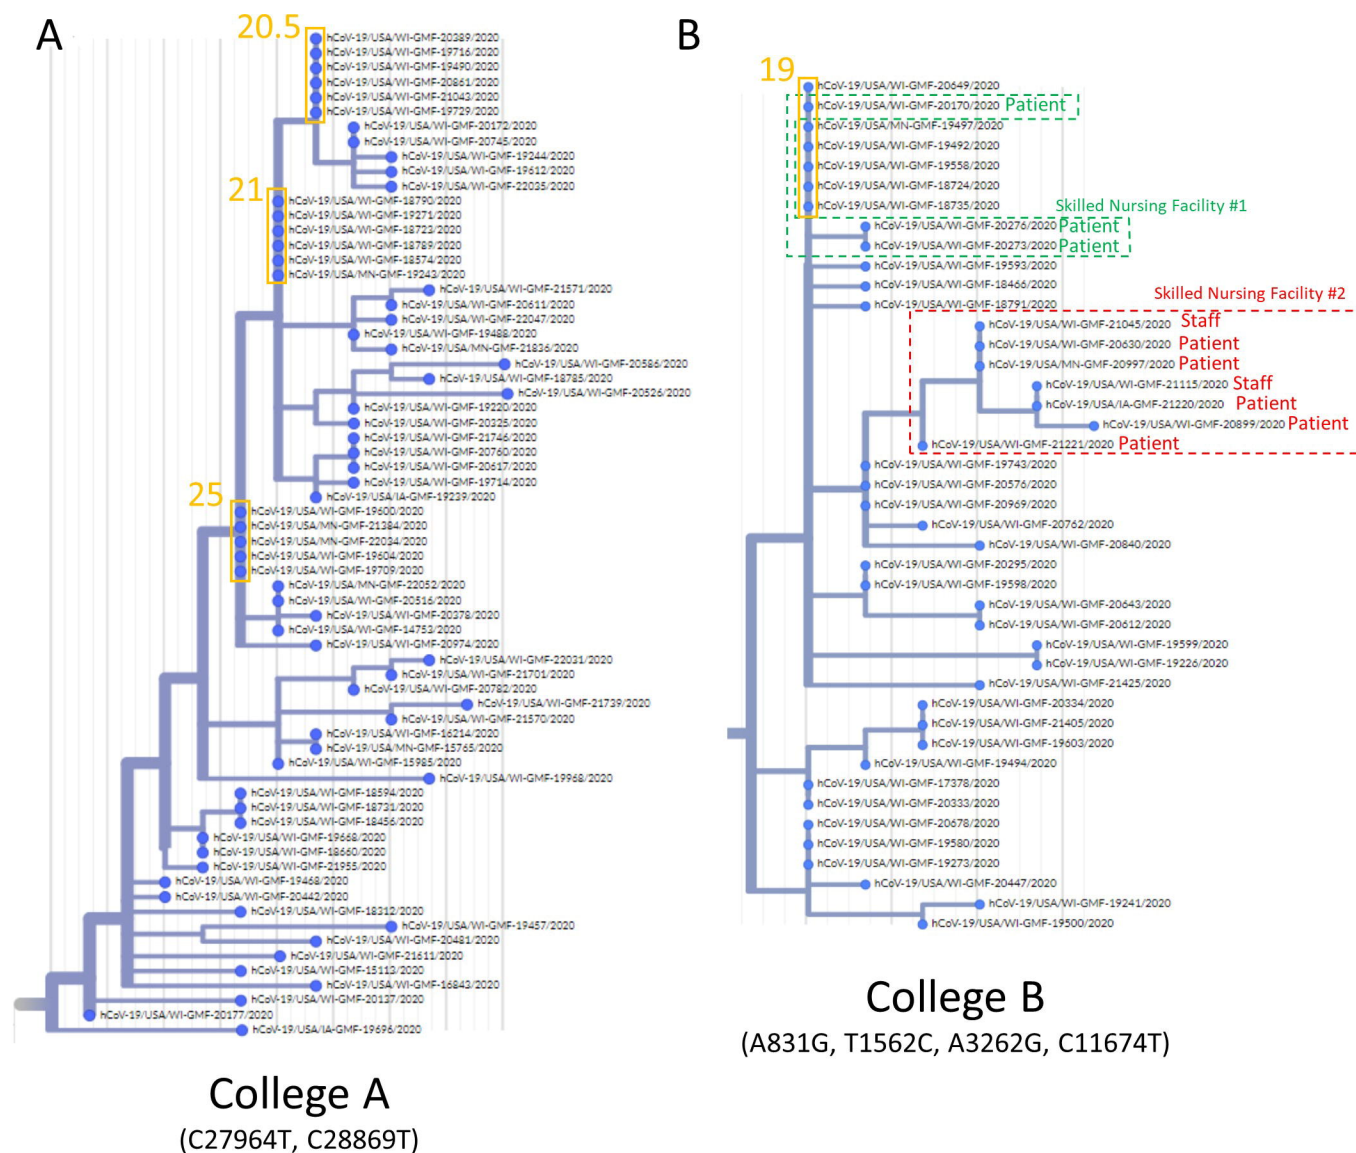 A
20.5
hCoV-19/USA/WI-GMF-20389/2020
hCoV-19/USA/WI-GMF-19716/2020
hCoV-19/USA/WI-GMF-19490/2020
hCoV-19/USA/WI-GMF-20861/2020
hCoV-19/USA/WI-GMF-21043/2020
hCoV-19/USA/WI-GMF-19729/2020
hCoV-19/USA/WI-GMF-20172/2020
hCoV-19/USA/WI-GMF-20745/2020
hCoV-19/USA/WI-GMF-19244/2020
hCoV-19/USA/WI-GMF-19612/2020
hCoV-19/USA/WI-GMF-22035/2020
21
hCoV-19/USA/WI-GMF-18790/2020
hCoV-19/USA/WI-GMF-19271/2020
hCoV-19/USA/WI-GMF-18723/2020
hCoV-19/USA/WI-GMF-18789/2020
hCoV-19/USA/WI-GMF-18574/2020
hCoV-19/USA/MN-GMF-19243/2020
hCoV-19/USA/WI-GMF-21571/2020
hCoV-19/USA/WI-GMF-20611/2020
hCoV-19/USA/WI-GMF-22047/2020
hCoV-19/USA/WI-GMF-19488/2020
hCoV-19/USA/MN-GMF-21836/2020
hCoV-19/USA/WI-GMF-20586/2020
hCoV-19/USA/WI-GMF-18785/2020
hCoV-19/USA/WI-GMF-20526/2020
hCoV-19/USA/WI-GMF-19220/2020
hCoV-19/USA/WI-GMF-20325/2020
hCoV-19/USA/WI-GMF-21746/2020
hCoV-19/USA/WI-GMF-20760/2020
hCoV-19/USA/WI-GMF-20617/2020
hCoV-19/USA/WI-GMF-19714/2020
hCoV-19/USA/IA-GMF-19239/2020
25
hCoV-19/USA/WI-GMF-19600/2020
hCoV-19/USA/MN-GMF-21384/2020
hCoV-19/USA/MN-GMF-22034/2020
hCoV-19/USA/WI-GMF-19604/2020
hCoV-19/USA/WI-GMF-19709/2020
hCoV-19/USA/MN-GMF-22052/2020
hCoV-19/USA/WI-GMF-20516/2020
hCoV-19/USA/WI-GMF-20378/2020
hCoV-19/USA/WI-GMF-14753/2020
hCoV-19/USA/WI-GMF-20974/2020
hCoV-19/USA/WI-GMF-22031/2020
hCoV-19/USA/WI-GMF-21701/2020
hCoV-19/USA/WI-GMF-20782/2020
hCoV-19/USA/WI-GMF-21739/2020
hCoV-19/USA/WI-GMF-21570/2020
hCoV-19/USA/WI-GMF-16214/2020
hCoV-19/USA/MN-GMF-15765/2020
hCoV-19/USA/WI-GMF-15985/2020
hCoV-19/USA/WI-GMF-19968/2020
hCoV-19/USA/WI-GMF-18594/2020
hCoV-19/USA/WI-GMF-18731/2020
hCoV-19/USA/WI-GMF-18456/2020
hCoV-19/USA/WI-GMF-19668/2020
hCoV-19/USA/WI-GMF-18660/2020
hCoV-19/USA/WI-GMF-21955/2020
hCoV-19/USA/WI-GMF-19468/2020
hCoV-19/USA/WI-GMF-20442/2020
hCoV-19/USA/WI-GMF-18312/2020
hCoV-19/USA/WI-GMF-19457/2020
hCoV-19/USA/WI-GMF-20481/2020
hCoV-19/USA/WI-GMF-21611/2020
hCoV-19/USA/WI-GMF-15113/2020
hCoV-19/USA/WI-GMF-16843/2020
hCoV-19/USA/WI-GMF-20137/2020
hCoV-19/USA/WI-GMF-20177/2020
hCoV-19/USA/IA-GMF-19696/2020
College A
(C27964T, C28869T)
B
19
hCoV-19/USA/WI-GMF-20649/2020
hCoV-19/USA/WI-GMF-20170/2020 Patient
hCoV-19/USA/MN-GMF-19497/2020
hCoV-19/USA/WI-GMF-19492/2020
hCoV-19/USA/WI-GMF-19558/2020
hCoV-19/USA/WI-GMF-18724/2020
hCoV-19/USA/WI-GMF-18735/2020
Skilled Nursing Facility #1
hCoV-19/USA/WI-GMF-20276/2020 Patient
hCoV-19/USA/WI-GMF-20273/2020 Patient
hCoV-19/USA/WI-GMF-19593/2020
hCoV-19/USA/WI-GMF-18466/2020
hCoV-19/USA/WI-GMF-18791/2020
Skilled Nursing Facility #2
hCoV-19/USA/WI-GMF-21045/2020 Staff
hCoV-19/USA/WI-GMF-20630/2020 Patient
hCoV-19/USA/MN-GMF-20997/2020 Patient
hCoV-19/USA/WI-GMF-21115/2020 Staff
hCoV-19/USA/IA-GMF-21220/2020 Patient
hCoV-19/USA/WI-GMF-20899/2020 Patient
hCoV-19/USA/WI-GMF-21221/2020 Patient
hCoV-19/USA/WI-GMF-19743/2020
hCoV-19/USA/WI-GMF-20576/2020
hCoV-19/USA/WI-GMF-20969/2020
hCoV-19/USA/WI-GMF-20762/2020
hCoV-19/USA/WI-GMF-20840/2020
hCoV-19/USA/WI-GMF-20295/2020
hCoV-19/USA/WI-GMF-19598/2020
hCoV-19/USA/WI-GMF-20643/2020
hCoV-19/USA/WI-GMF-20612/2020
hCoV-19/USA/WI-GMF-19599/2020
hCoV-19/USA/WI-GMF-19226/2020
hCoV-19/USA/WI-GMF-21425/2020
hCoV-19/USA/WI-GMF-20334/2020
hCoV-19/USA/WI-GMF-21405/2020
hCoV-19/USA/WI-GMF-19603/2020
hCoV-19/USA/WI-GMF-19494/2020
hCoV-19/USA/WI-GMF-17378/2020
hCoV-19/USA/WI-GMF-20333/2020
hCoV-19/USA/WI-GMF-20678/2020
hCoV-19/USA/WI-GMF-19580/2020
hCoV-19/USA/WI-GMF-19273/2020
hCoV-19/USA/WI-GMF-20447/2020
hCoV-19/USA/WI-GMF-19241/2020
hCoV-19/USA/WI-GMF-19500/2020
College B
(A831G, T1562C, A3262G, C11674T)